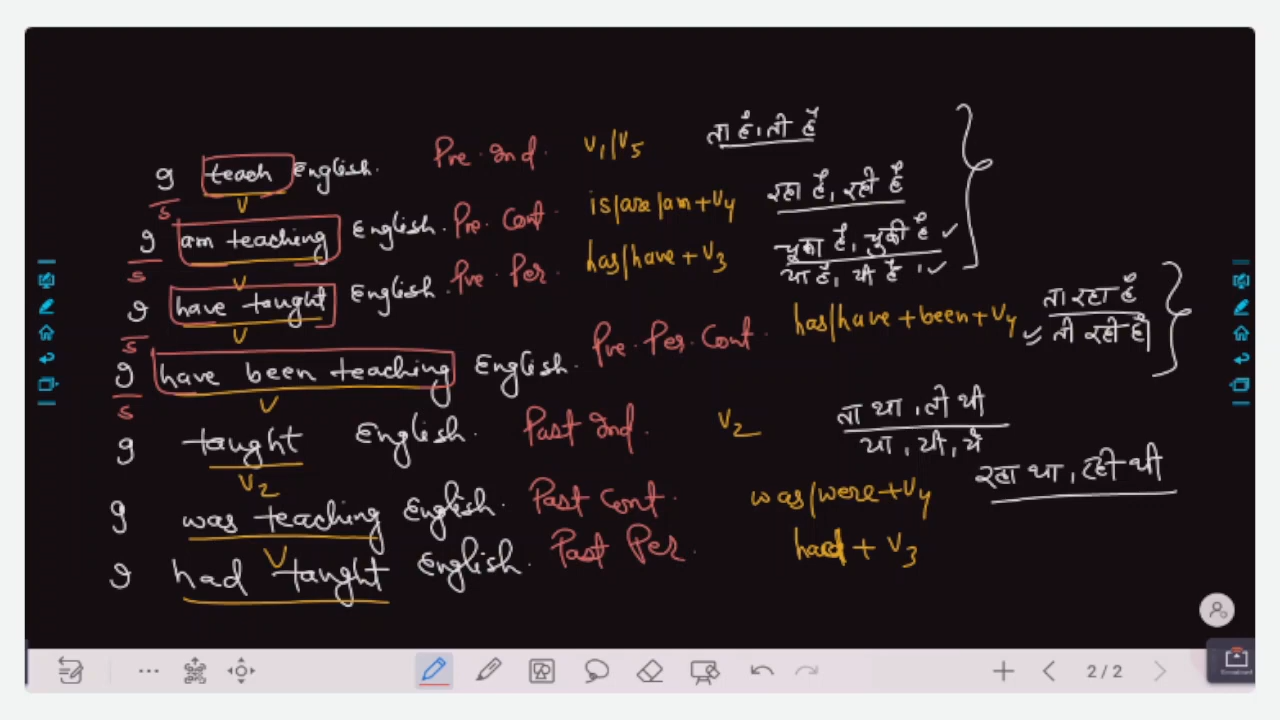 I teach English. Pre. Ind. V1/V5 ता है, ती है
S V
I am teaching English. Pre. Cont. is/are/am+V4 रहा है, रही है
S V
I have taught English. Pre. Per. has/have + V3 चूका है, चुकी है
या है, यी है.
S V
I have been teaching English. Pre. Per. Cont. has/have + been + V4 ता रहा है
ती रही है
S V
I taught English. Past Ind. V2 ता था, ती थी
या, यी, ये
V2
I was teaching English. Past Cont. was/were + V4 रहा था, रही थी
V
I had taught English. Past Per. had + V3
2 / 2